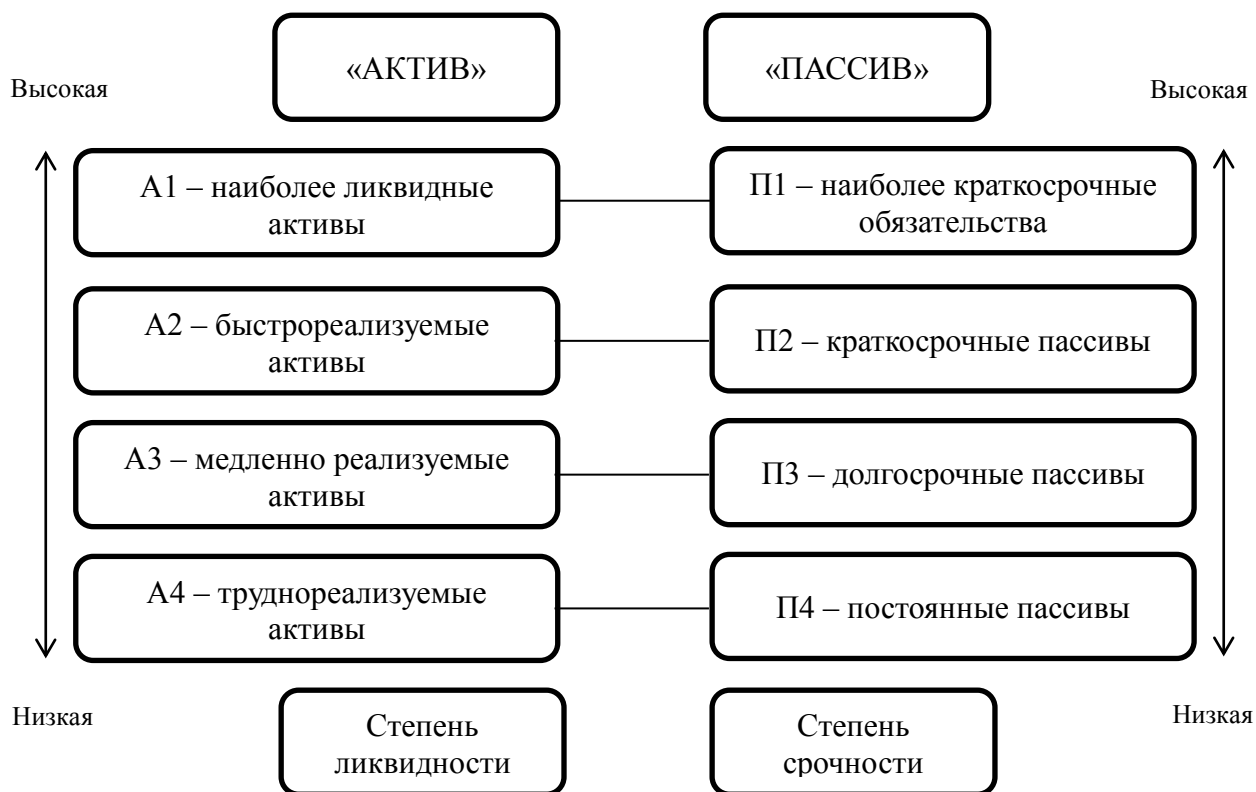 «АКТИВ»
«ПАССИВ»
Высокая
Высокая
А1 – наиболее ликвидные
активы
П1 – наиболее краткосрочные
обязательства
А2 – быстрореализуемые
активы
П2 – краткосрочные пассивы
А3 – медленно реализуемые
активы
П3 – долгосрочные пассивы
А4 – труднореализуемые
активы
П4 – постоянные пассивы
Низкая
Низкая
Степень
ликвидности
Степень
срочности